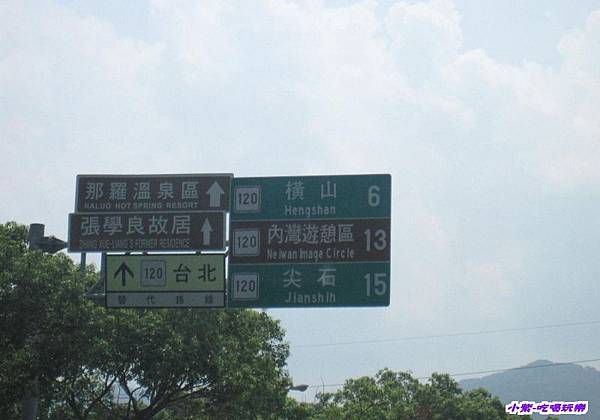 那羅溫泉區
NALUO HOT SPRING RESORT
張學良故居
ZHANG XUE-LIANG'S FORMER RESIDENCE
120 台北
替代路線
120 橫山 6
Hengshan
120 內灣遊憩區 13
Neiwan Image Circle
120 尖石 15
Jianshih
小紫-吃喝玩樂